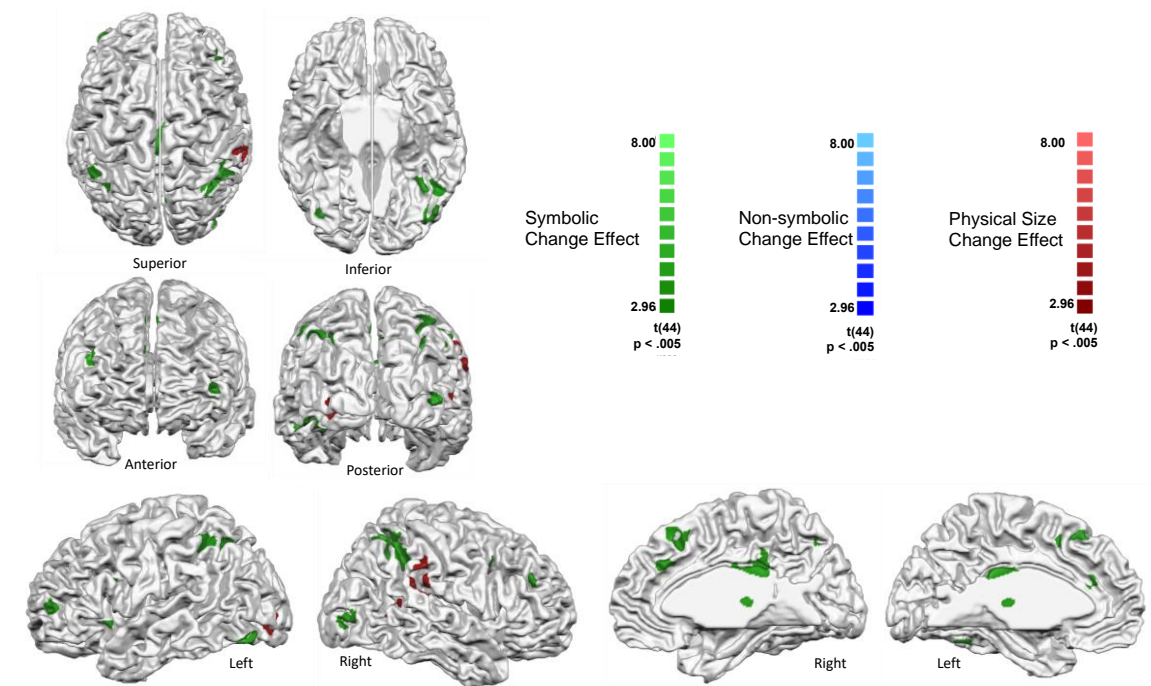 Superior
Inferior
Anterior
Posterior
Left
Right
Right
Left
Symbolic
Change Effect
8.00
2.96
t(44)
p < .005
Non-symbolic
Change Effect
8.00
2.96
t(44)
p < .005
Physical Size
Change Effect
8.00
2.96
t(44)
p < .005